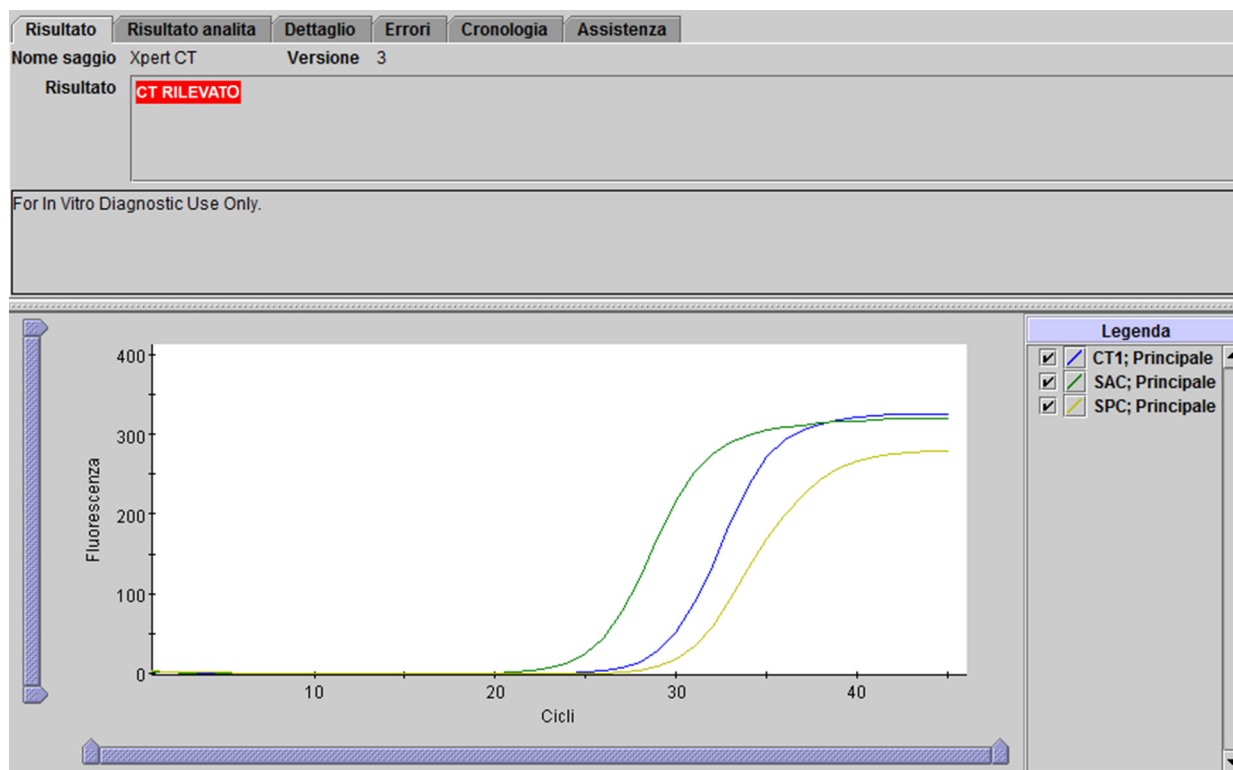 Risultato Risultato analita Dettaglio Errori Cronologia Assistenza
Nome saggio Xpert CT Versione 3
Risultato CT RILEVATO
For In Vitro Diagnostic Use Only.
Legenda
CT1; Principale
SAC; Principale
SPC; Principale
400
300
200
100
0
Fluorescenza
10 20 30 40
Cicli